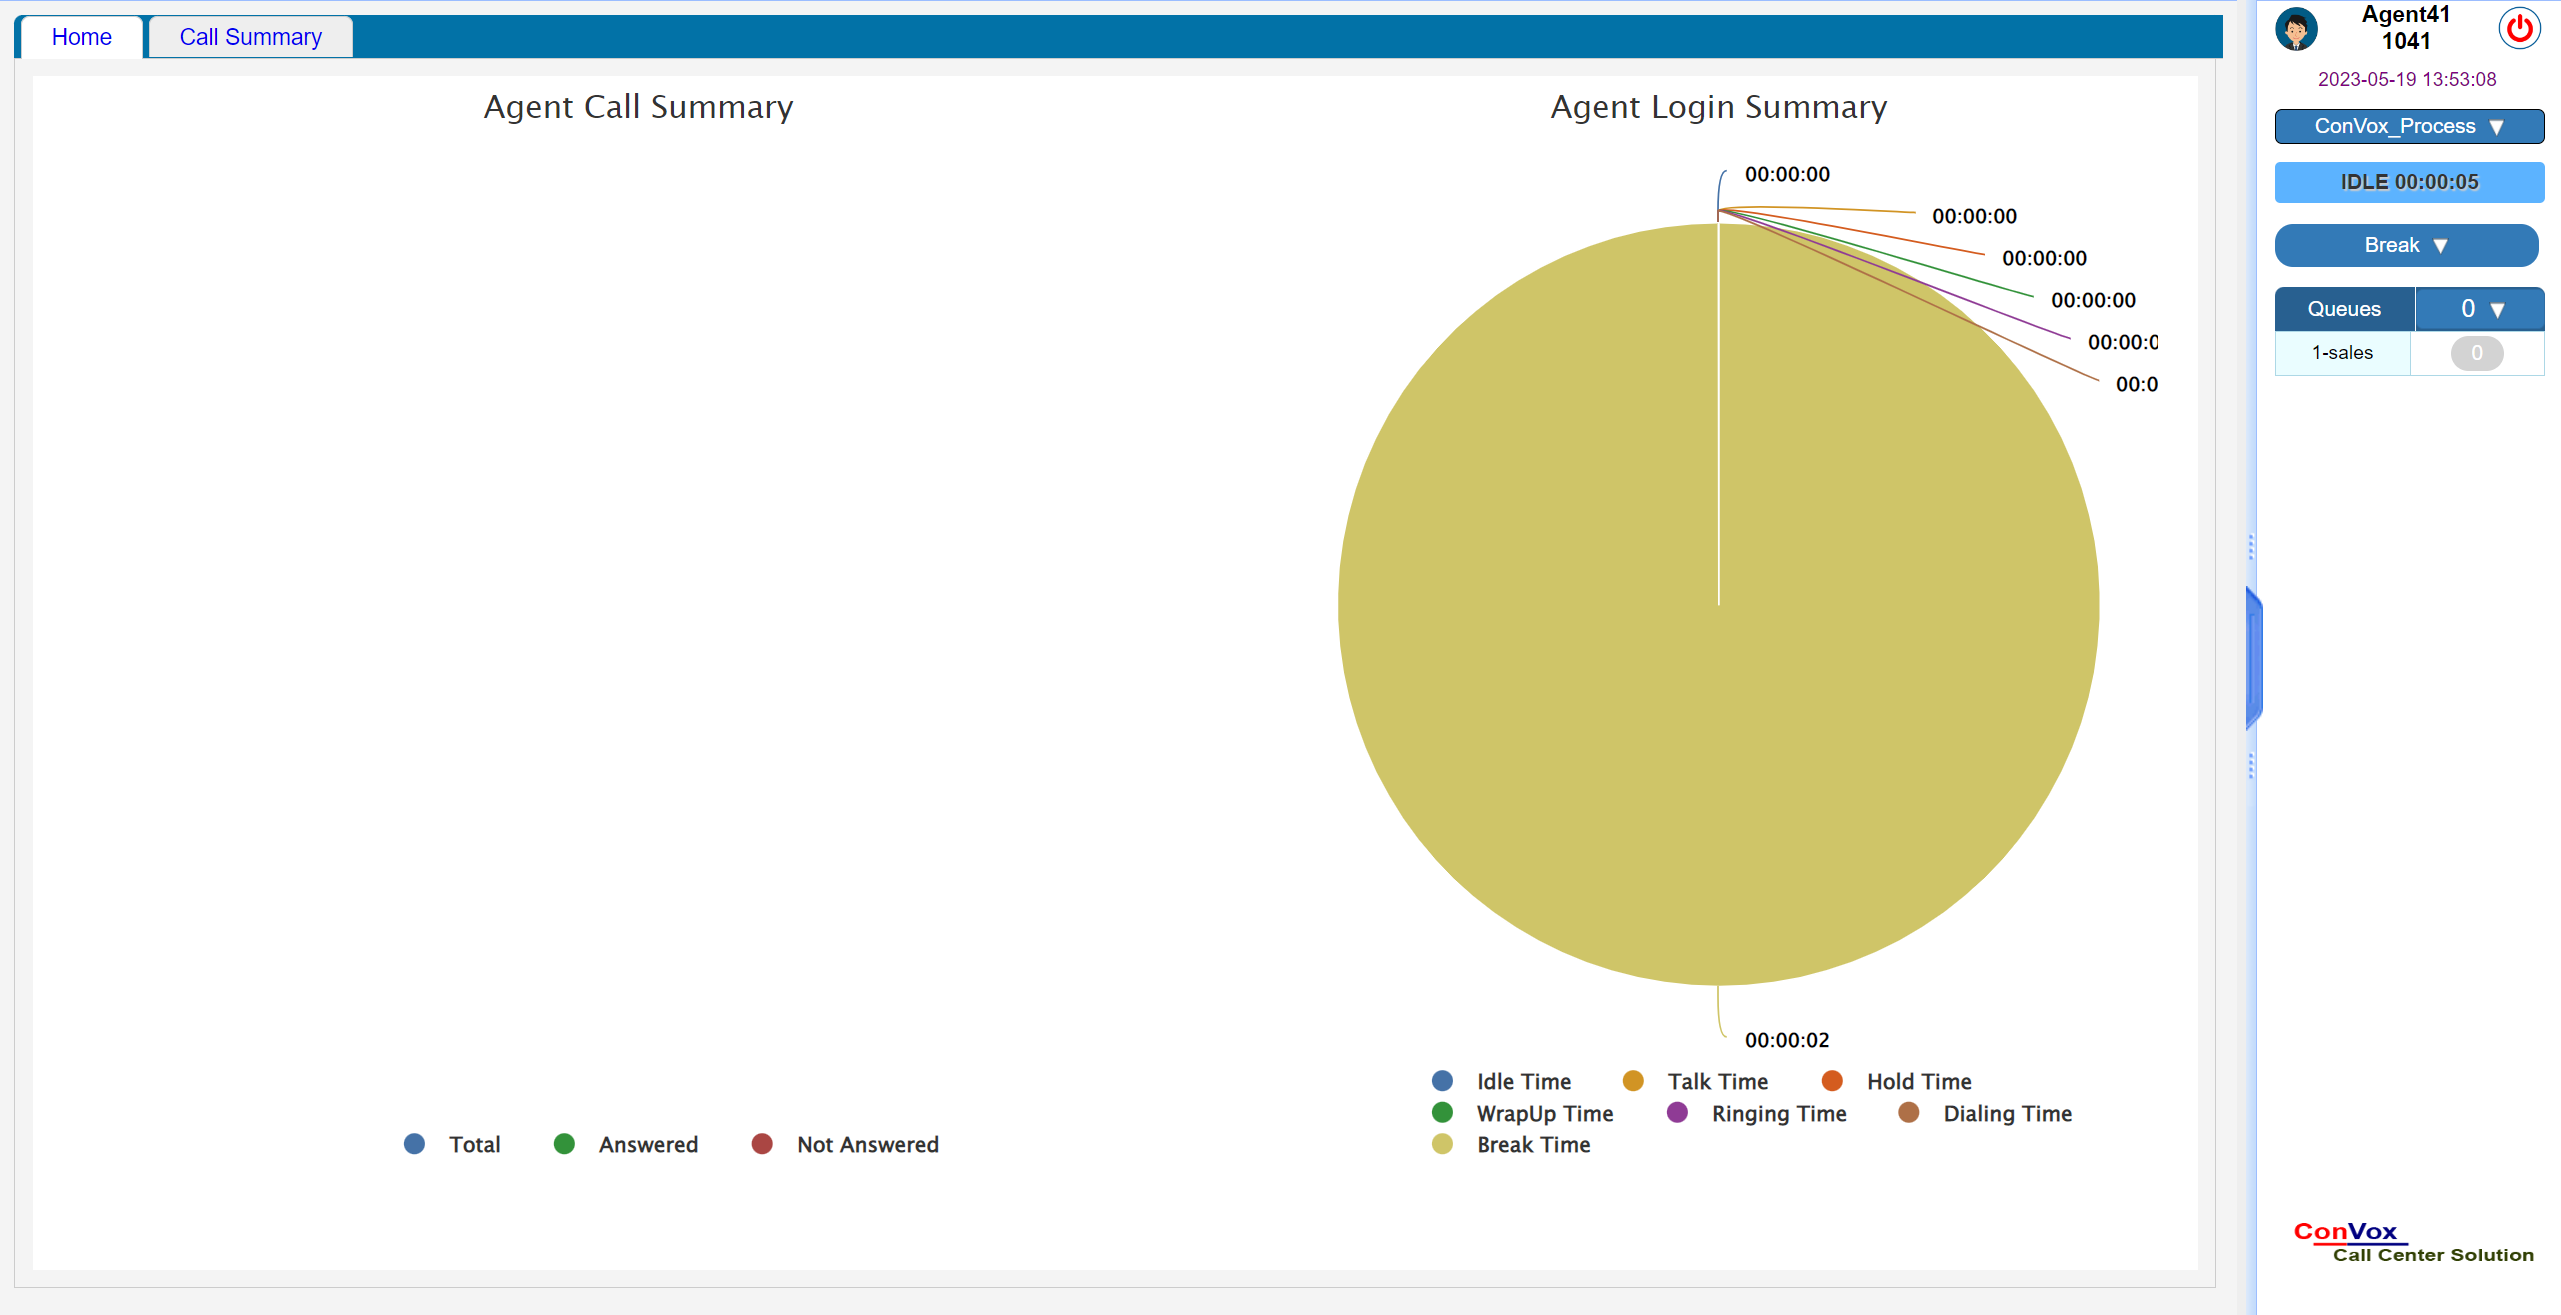 Home
Call Summary
Agent Call Summary
Total
Answered
Not Answered
Agent Login Summary
00:00:00
00:00:00
00:00:00
00:00:00
00:00:0
00:0
00:00:02
Idle Time
Talk Time
Hold Time
WrapUp Time
Ringing Time
Dialing Time
Break Time
Agent41
1041
2023-05-19 13:53:08
ConVox_Process ▼
IDLE 00:00:05
Break ▼
Queues
0 ▼
1-sales
0
ConVox
Call Center Solution